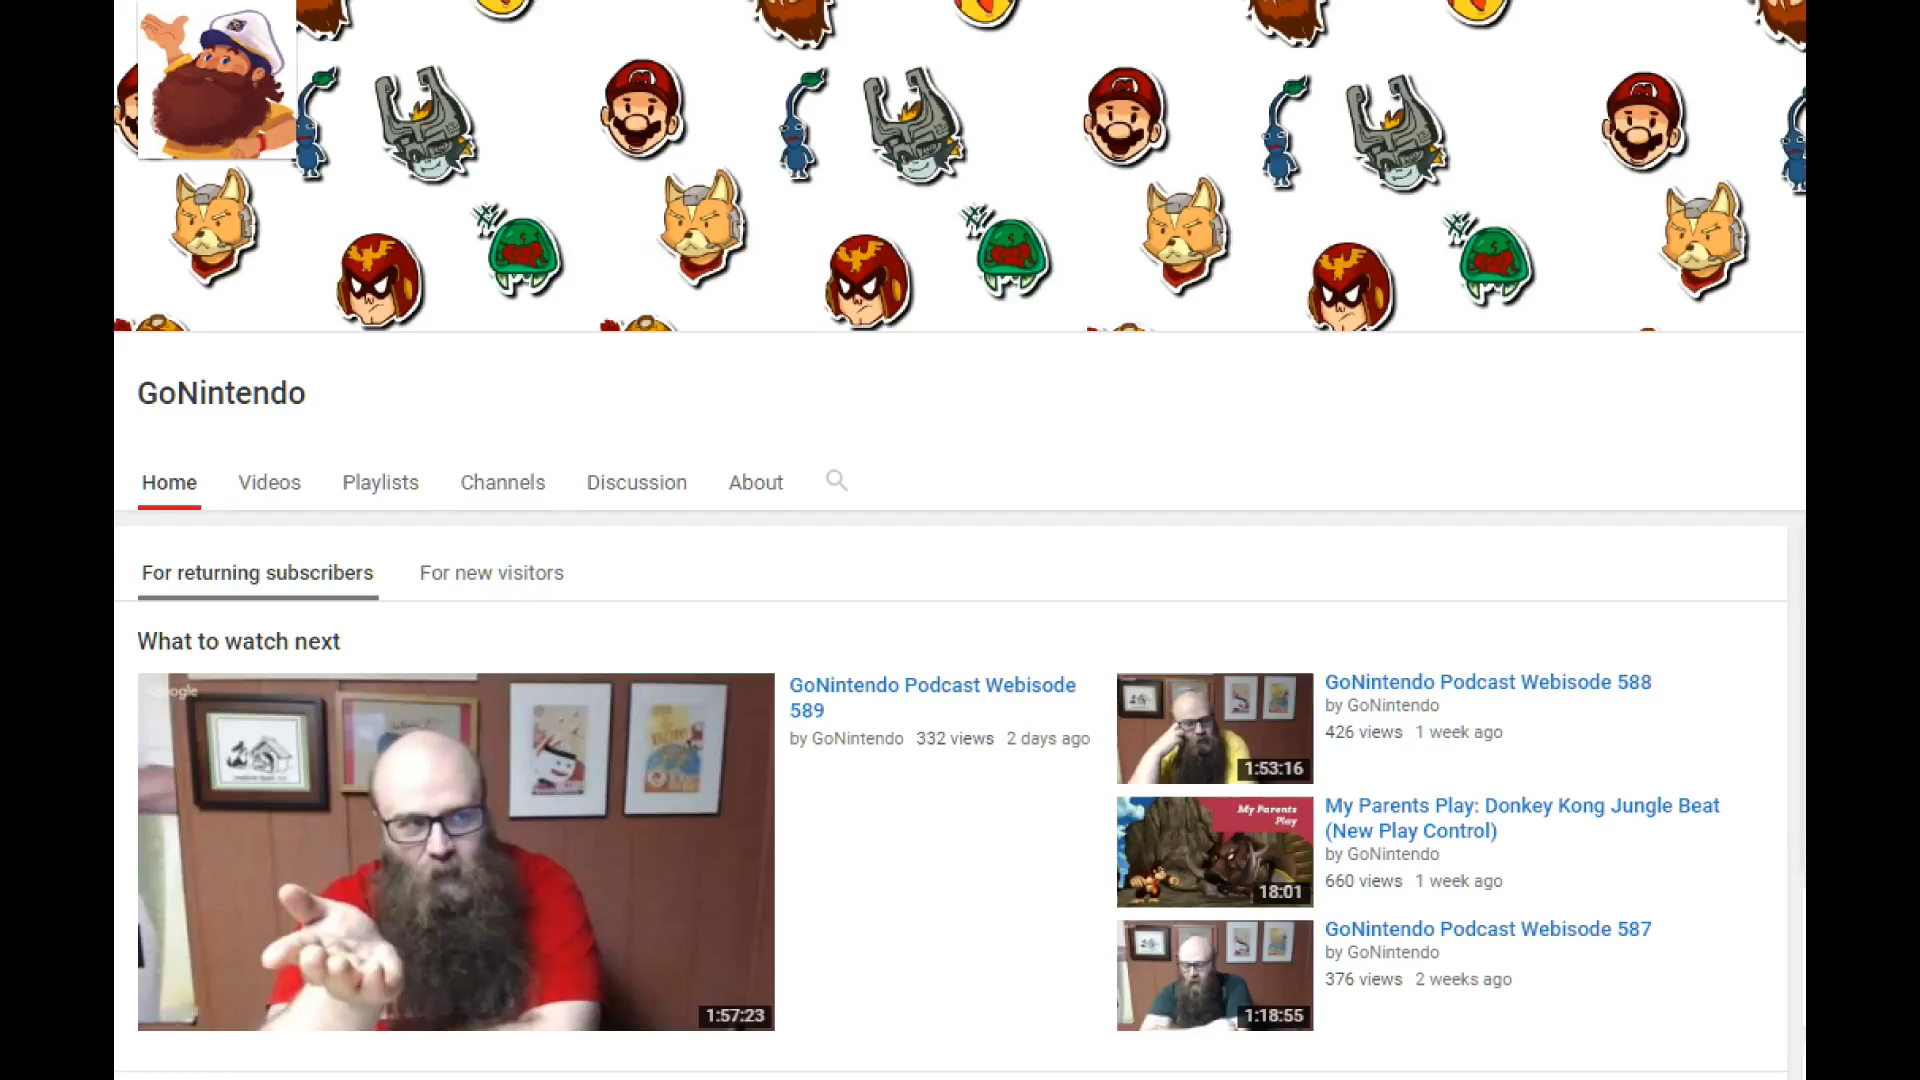 GoNintendo
Home Videos Playlists Channels Discussion About
For returning subscribers For new visitors
What to watch next
Google
1:57:23
GoNintendo Podcast Webisode
589
by GoNintendo 332 views 2 days ago
1:53:16
GoNintendo Podcast Webisode 588
by GoNintendo
426 views 1 week ago
My Parents
Play
18:01
My Parents Play: Donkey Kong Jungle Beat
(New Play Control)
by GoNintendo
660 views 1 week ago
1:18:55
GoNintendo Podcast Webisode 587
by GoNintendo
376 views 2 weeks ago